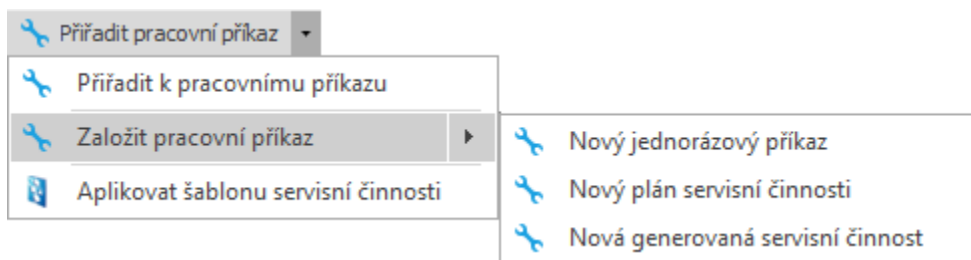 Přiřadit pracovní příkaz
Přiřadit k pracovnímu příkazu
Založit pracovní příkaz
Aplikovat šablonu servisní činnosti
Nový jednorázový příkaz
Nový plán servisní činnosti
Nová generovaná servisní činnost